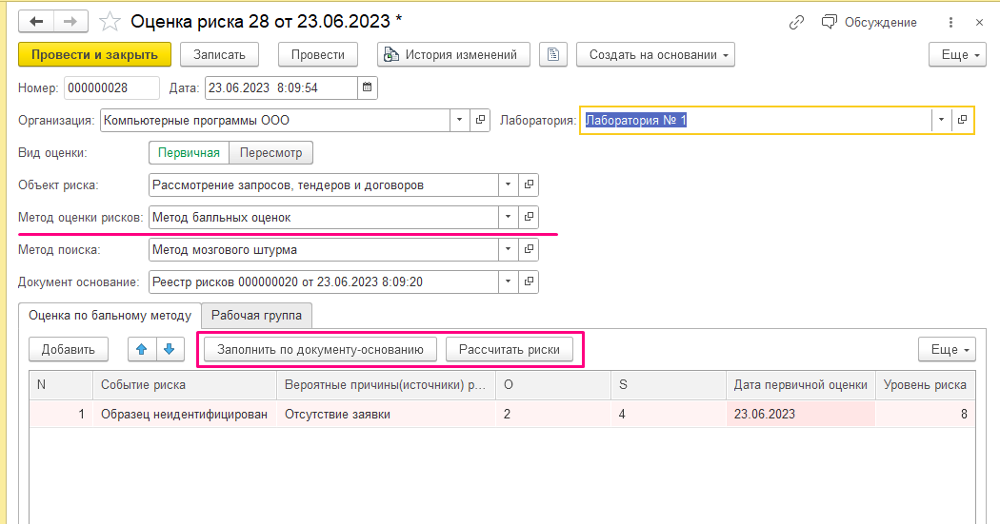 Оценка риска 28 от 23.06.2023 *
Обсуждение
Провести и закрыть Записать Провести История изменений Создать на основании Еще
Номер: 000000028 Дата: 23.06.2023 8:09:54
Организация: Компьютерные программы ООО Лаборатория: Лаборатория № 1
Вид оценки: Первичная Пересмотр
Объект риска: Рассмотрение запросов, тендеров и договоров
Метод оценки рисков: Метод балльных оценок
Метод поиска: Метод мозгового штурма
Документ основание: Реестр рисков 000000020 от 23.06.2023 8:09:20
Оценка по бальному методу Рабочая группа
Добавить Заполнить по документу-основанию Рассчитать риски Еще
N Событие риска Вероятные причины(источники) р... O S Дата первичной оценки Уровень риска
1 Образец неидентифицирован Отсутствие заявки 2 4 23.06.2023 8